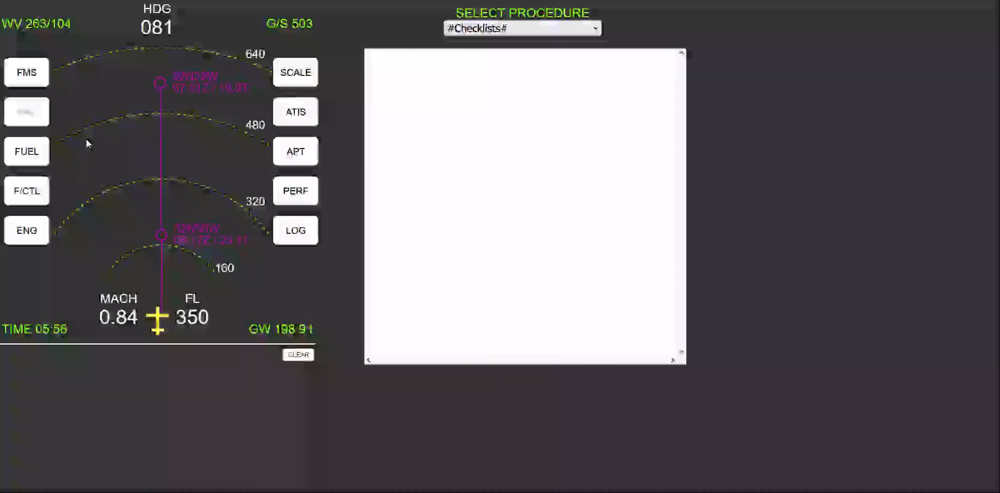 HDG
WV 263/104
081
G/S 503
SELECT PROCEDURE
#Checklists#
640
FMS
SCALE
52N20W
07:01Z / 19.0T
ATIS
480
FUEL
APT
F/CTL
PERF
320
ENG
LOG
52N30W
06:17Z / 23.1T
160
MACH
FL
0.84
350
TIME 05:56
GW 198.9 t
CLEAR